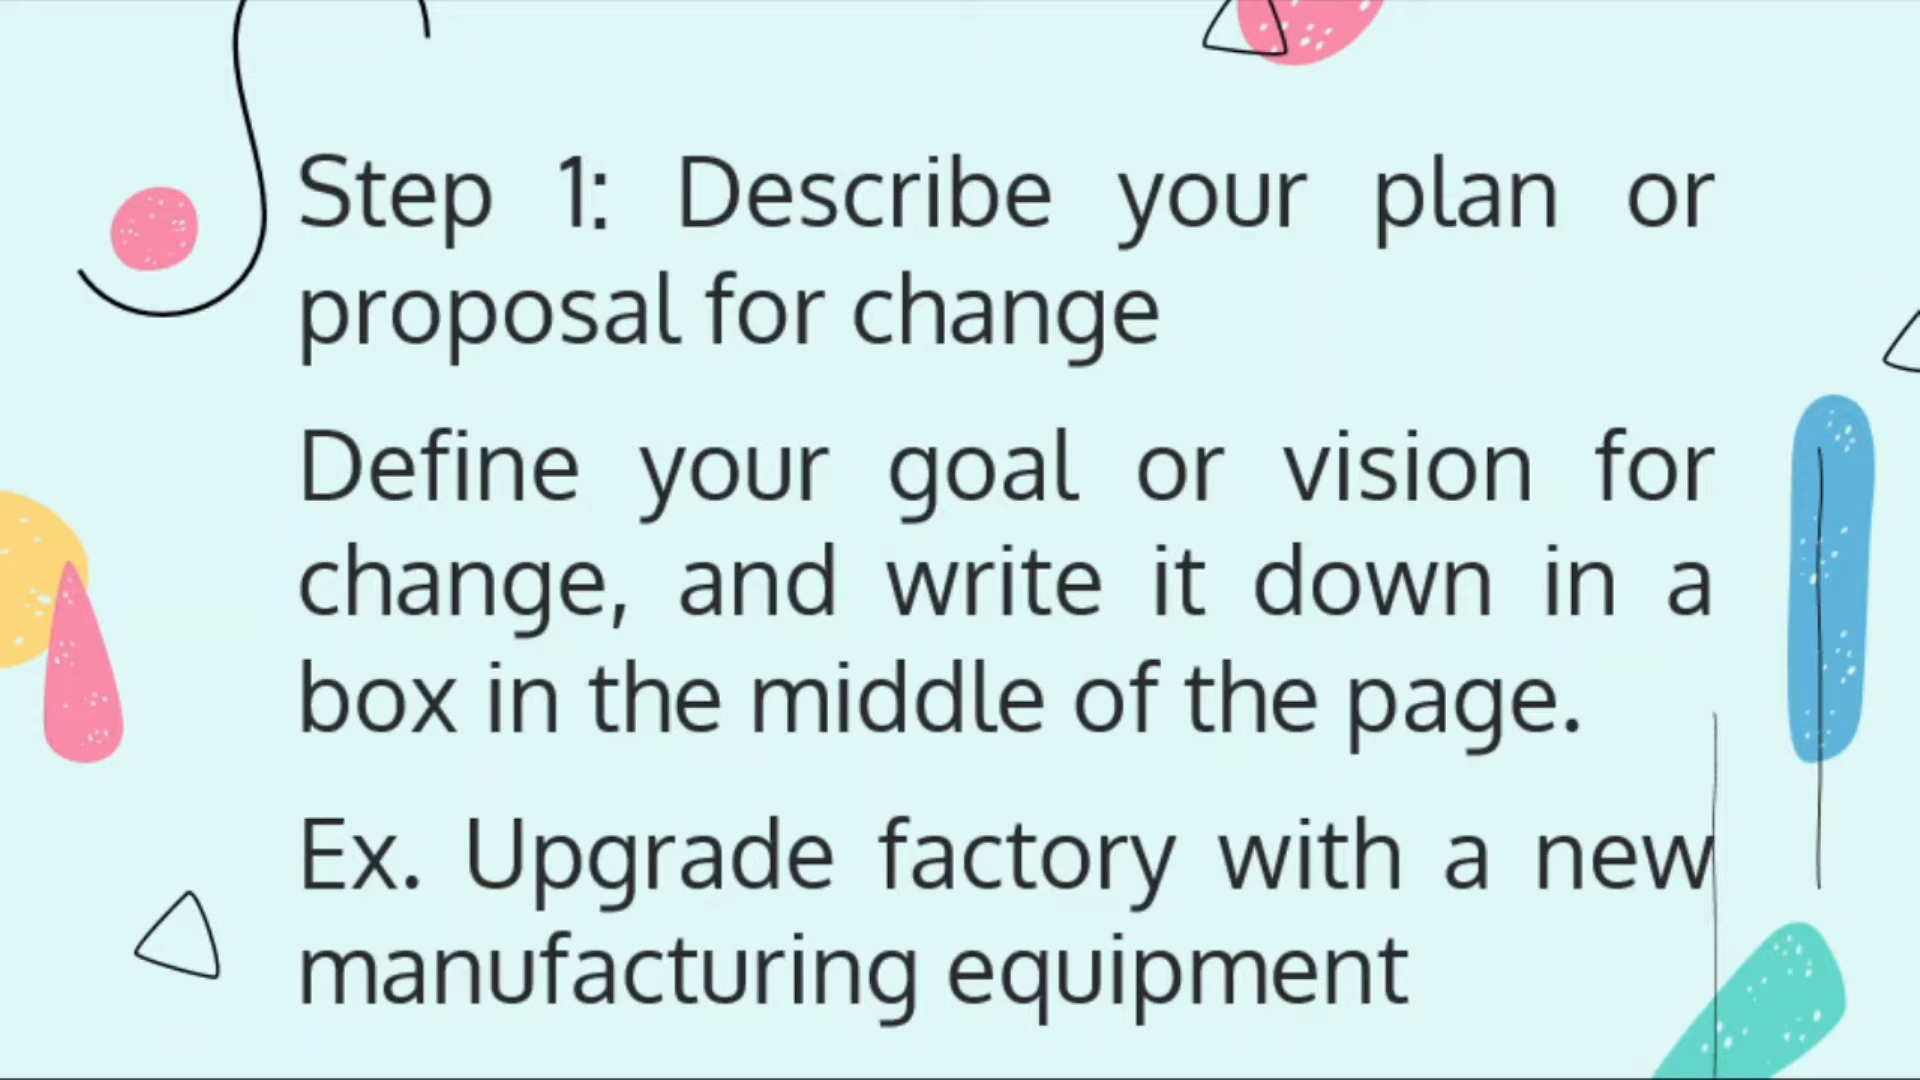 Step 1: Describe your plan or
proposal for change
Define your goal or vision for
change, and write it down in a
box in the middle of the page.
Ex. Upgrade factory with a new
manufacturing equipment